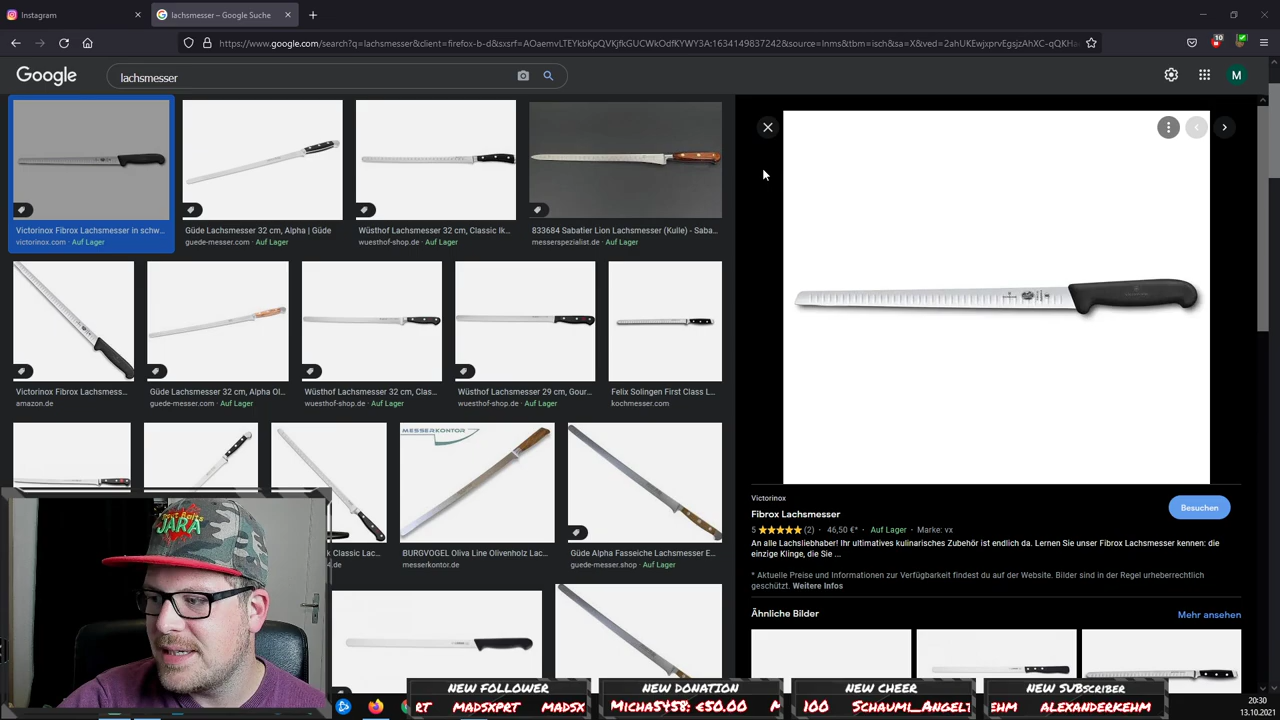 Instagram
lachsmesser – Google Suche
https://www.google.com/search?q=lachsmesser&client=firefox-b-d&sxsrf=AOaemvLTEYkbKpQVKjfkGUCWkOdfKYWY3A:1634149837242&source=lnms&tbm=isch&sa=X&ved=2ahUKEwjxprvEgsjzAhXC-qQKHa
10
Google
lachsmesser
M
Victorinox Fibrox Lachsmesser in schw...
victorinox.com · Auf Lager
Güde Lachsmesser 32 cm, Alpha | Güde
guede-messer.com · Auf Lager
Wüsthof Lachsmesser 32 cm, Classic Ik...
wuesthof-shop.de · Auf Lager
833684 Sabatier Lion Lachsmesser (Kulle) - Saba...
messerspezialist.de · Auf Lager
Victorinox Fibrox Lachsmess...
amazon.de
Güde Lachsmesser 32 cm, Alpha Ol...
guede-messer.com · Auf Lager
Wüsthof Lachsmesser 32 cm, Clas...
wuesthof-shop.de · Auf Lager
Wüsthof Lachsmesser 29 cm, Gour...
wuesthof-shop.de · Auf Lager
Felix Solingen First Class L...
kochmesser.com
MESSERKONTOR
Classic Lac...
4.de
BURGVOGEL Oliva Line Olivenholz Lac...
messerkontor.de
Güde Alpha Fasseiche Lachsmesser E...
guede-messer.shop · Auf Lager
Victorinox
Fibrox Lachsmesser
Besuchen
5 ★★★★★ (2) · 46,50 €* · Auf Lager · Marke: vx
An alle Lachsliebhaber! Ihr ultimatives kulinarisches Zubehör ist endlich da. Lernen Sie unser Fibrox Lachsmesser kennen: die
einzige Klinge, die Sie ...
* Aktuelle Preise und Informationen zur Verfügbarkeit findest du auf der Website. Bilder sind in der Regel urheberrechtlich
geschützt. Weitere Infos
Ähnliche Bilder
Mehr ansehen
JARA
NEW FOLLOWER
RT MADSXPRT MADSX
NEW DONATION
MICHA5458: €50.00 M
NEW CHEER
100 SCHAUMI_ANGELT
NEW SUBSCRIBER
EHM ALEXANDERKEHM
20:30
13.10.2021